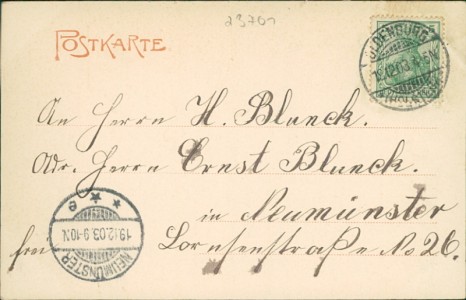 23701
POSTKARTE.
OLDENBURG
An Herrn H. Blunck.
Adr. Herrn Ernst Blunck.
in Neumünster
frei Lornsenstraße No 26.
19.12.03.9-10.N.
NEUMÜNSTER